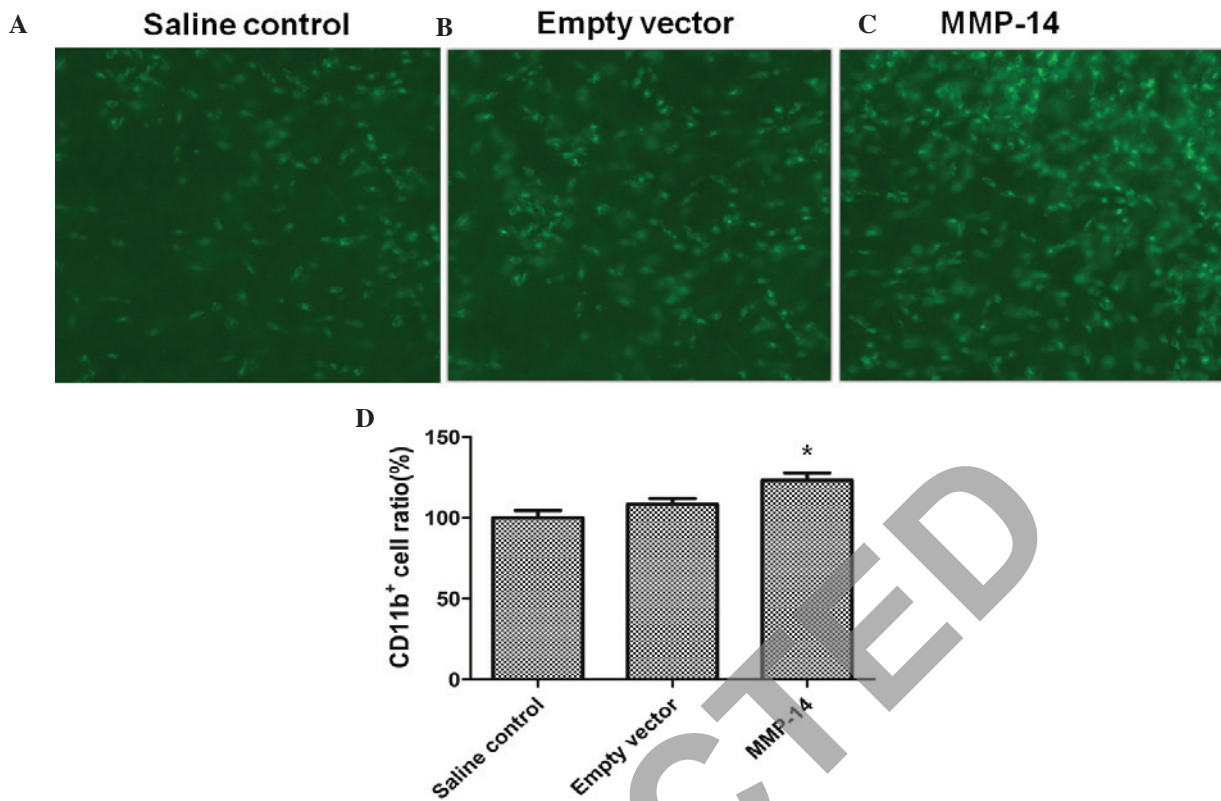 A Saline control B Empty vector C MMP-14
D
CD11b+ cell ratio(%)
150
100
50
0
*
Saline control
Empty vector
MMP-14
CTED